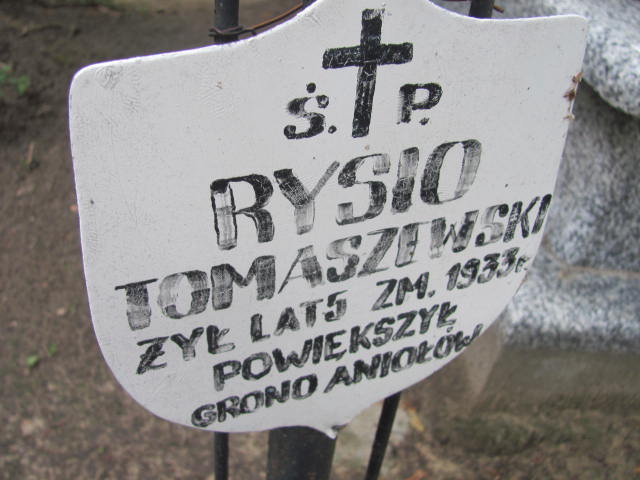 Ś. P.
RYSIO
TOMASZEWSKI
ŻYŁ LAT 5 ZM. 1933 r.
POWIĘKSZYŁ
GRONO ANIOŁÓW